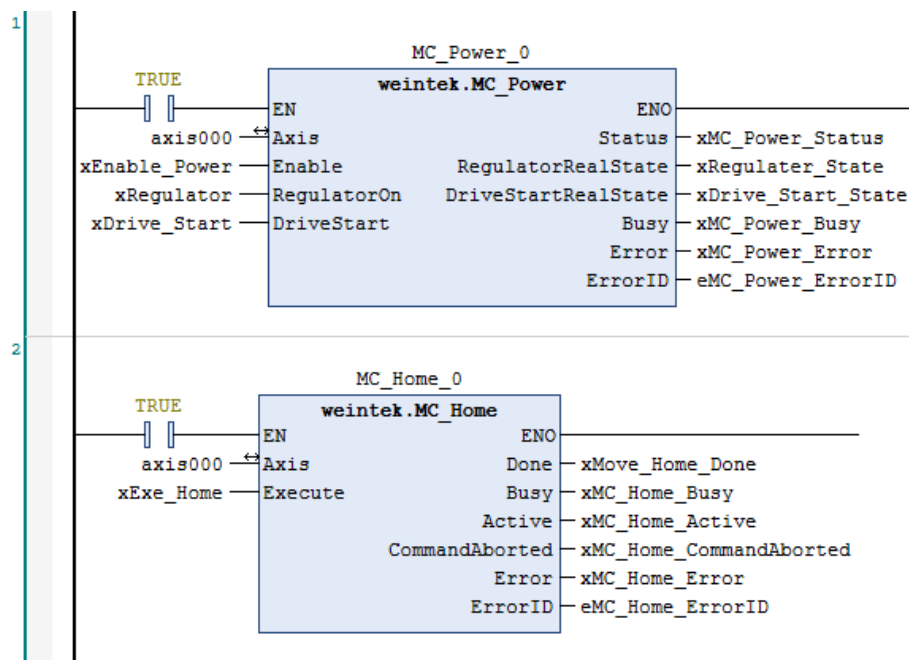 1
MC_Power_0
TRUE
weintek.MC_Power
EN ENO
axis000 Axis Status xMC_Power_Status
xEnable_Power Enable RegulatorRealState xRegulater_State
xRegulator RegulatorOn DriveStartRealState xDrive_Start_State
xDrive_Start DriveStart Busy xMC_Power_Busy
Error xMC_Power_Error
ErrorID eMC_Power_ErrorID
2
MC_Home_0
TRUE
weintek.MC_Home
EN ENO
axis000 Axis Done xMove_Home_Done
xExe_Home Execute Busy xMC_Home_Busy
Active xMC_Home_Active
CommandAborted xMC_Home_CommandAborted
Error xMC_Home_Error
ErrorID eMC_Home_ErrorID